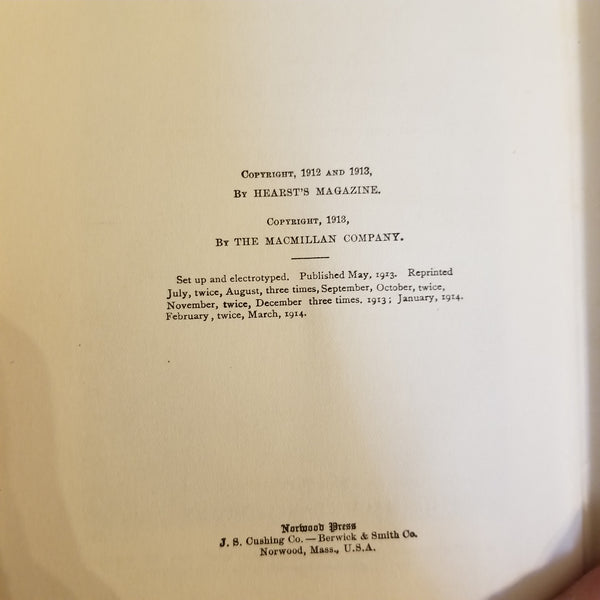 COPYRIGHT, 1912 AND 1913,
BY HEARST'S MAGAZINE.
COPYRIGHT, 1913,
BY THE MACMILLAN COMPANY.
Set up and electrotyped. Published May, 1913. Reprinted
July, twice, August, three times, September, October, twice,
November, twice, December three times. 1913; January, 1914.
February, twice, March, 1914.
Norwood Press
J. S. Cushing Co. — Berwick & Smith Co.
Norwood, Mass., U.S.A.